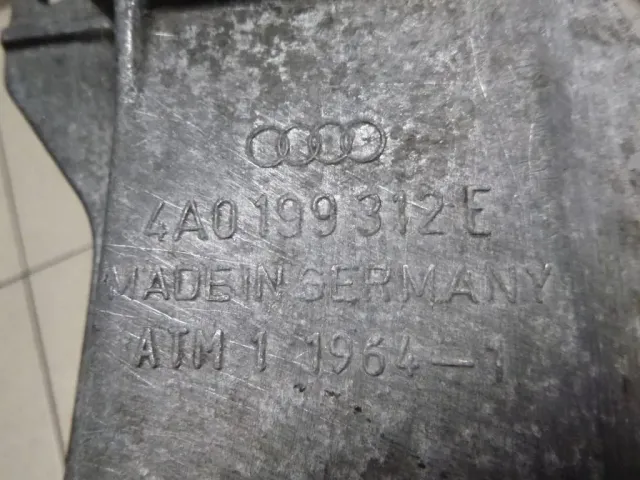 4A0 199 312 E
MADE IN GERMANY
ATM 1 1964-1